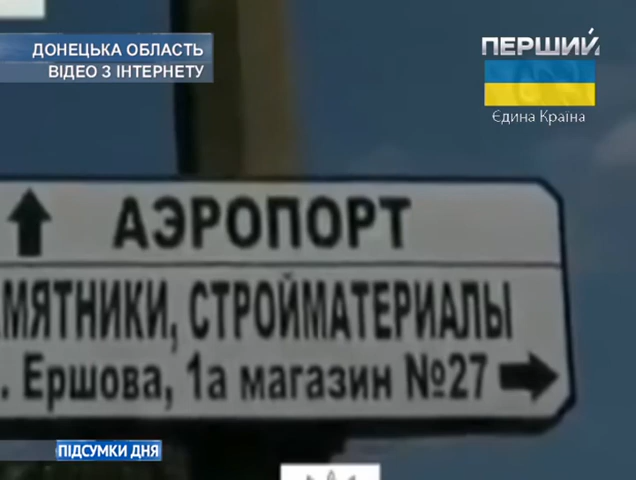 ДОНЕЦЬКА ОБЛАСТЬ
ВІДЕО З ІНТЕРНЕТУ
ПЕРШИЙ
Єдина Країна
АЭРОПОРТ
МЯТНИКИ, СТРОЙМАТЕРИАЛЫ
. Ершова, 1а магазин №27
ПІДСУМКИ ДНЯ